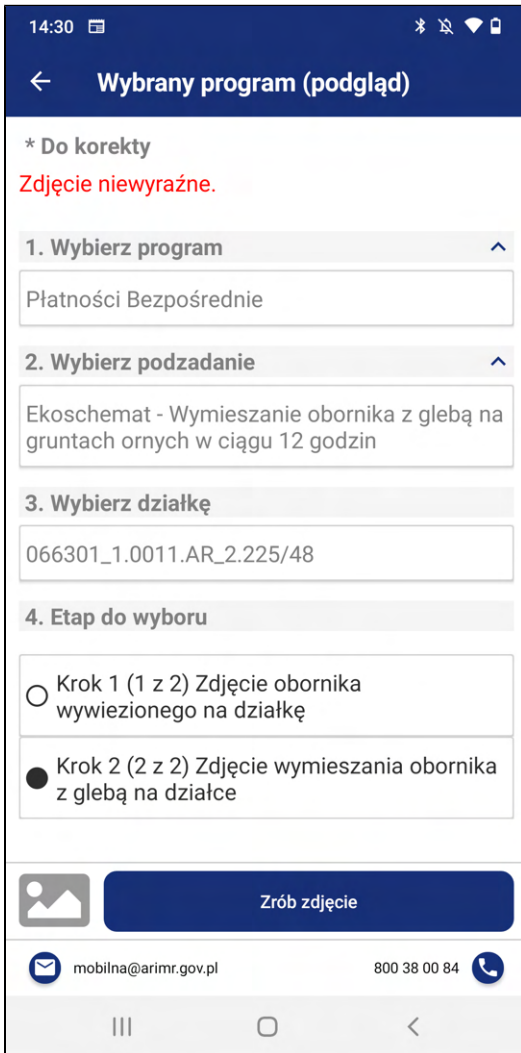 14:30
Wybrany program (podgląd)
* Do korekty
Zdjęcie niewyraźne.
1. Wybierz program
Płatności Bezpośrednie
2. Wybierz podzadanie
Ekoschemat - Wymieszanie obornika z glebą na
gruntach ornych w ciągu 12 godzin
3. Wybierz działkę
066301_1.0011.AR_2.225/48
4. Etap do wyboru
Krok 1 (1 z 2) Zdjęcie obornika
wywiezionego na działkę
Krok 2 (2 z 2) Zdjęcie wymieszania obornika
z glebą na działce
Zrób zdjęcie
mobilna@arimr.gov.pl 800 38 00 84